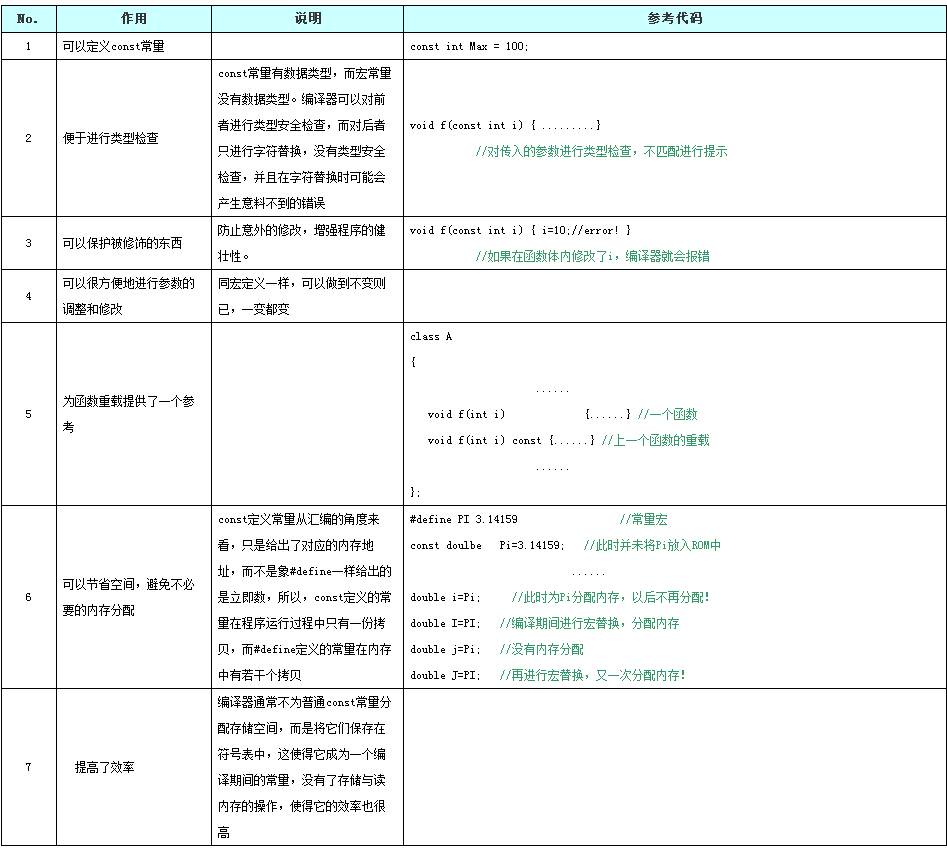 No. 作用 说明 参考代码
1 可以定义const常量 const int Max = 100;
2 便于进行类型检查
const常量有数据类型，而宏常量
没有数据类型。编译器可以对前
者进行类型安全检查，而对后者
只进行字符替换，没有类型安全
检查，并且在字符替换时可能会
产生意料不到的错误
void f(const int i) { .........}
//对传入的参数进行类型检查，不匹配进行提示
3 可以保护被修饰的东西
防止意外的修改，增强程序的健
壮性。
void f(const int i) { i=10;//error! }
//如果在函数体内修改了i，编译器就会报错
4
可以很方便地进行参数的
调整和修改
同宏定义一样，可以做到不变则
已，一变都变
5
为函数重载提供了一个参
考
class A
{
......
void f(int i) {......} //一个函数
void f(int i) const {......} //上一个函数的重载
......
};
6
可以节省空间，避免不必
要的内存分配
const定义常量从汇编的角度来
看，只是给出了对应的内存地
址，而不是象#define一样给出的
是立即数，所以，const定义的常
量在程序运行过程中只有一份拷
贝，而#define定义的常量在内存
中有若干个拷贝
#define PI 3.14159 //常量宏
const doulbe Pi=3.14159; //此时并未将Pi放入ROM中
......
double i=Pi; //此时为Pi分配内存，以后不再分配！
double I=PI; //编译期间进行宏替换，分配内存
double j=Pi; //没有内存分配
double J=PI; //再进行宏替换，又一次分配内存！
7 提高了效率
编译器通常不为普通const常量分
配存储空间，而是将它们保存在
符号表中，这使得它成为一个编
译期间的常量，没有了存储与读
内存的操作，使得它的效率也很
高